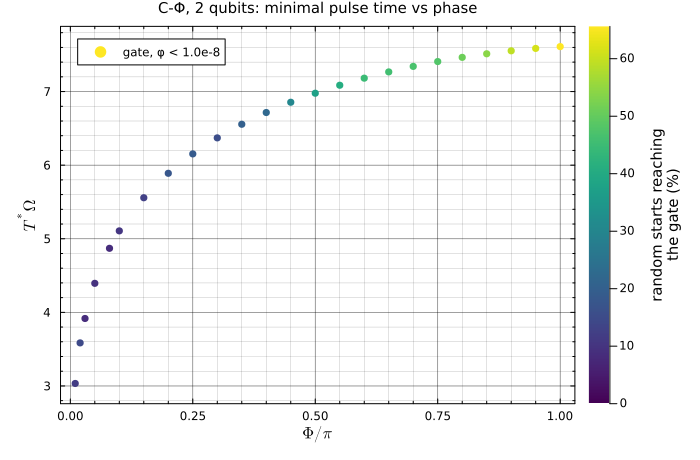 C-Φ, 2 qubits: minimal pulse time vs phase
gate, φ < 1.0e-8
7
6
5
4
3
T*Ω
0.00 0.25 0.50 0.75 1.00
Φ/π
60
50
40
30
20
10
0
random starts reaching
the gate (%)